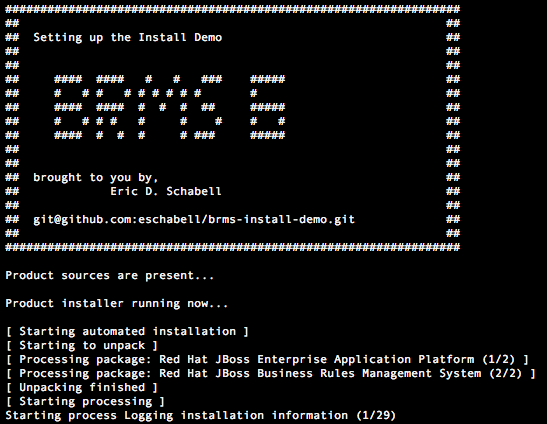 #################################################################
##                                                             ##
##  Setting up the Install Demo                                ##
##                                                             ##
##                                                             ##
##     ####  ####   #   #   ###    #####                       ##
##     #   # #   # # # # # #       #                           ##
##     ####  ####  #  #  #  ##     #####                       ##
##     #   # # #   #     #    #    #   #                       ##
##     ####  #  #  #     # ###     #####                       ##
##                                                             ##
##                                                             ##
##  brought to you by,                                         ##
##             Eric D. Schabell                                ##
##                                                             ##
##  git@github.com:eschabell/brms-install-demo.git             ##
##                                                             ##
#################################################################
Product sources are present...
Product installer running now...
[ Starting automated installation ]
[ Starting to unpack ]
[ Processing package: Red Hat JBoss Enterprise Application Platform (1/2) ]
[ Processing package: Red Hat JBoss Business Rules Management System (2/2) ]
[ Unpacking finished ]
[ Starting processing ]
Starting process Logging installation information (1/29)